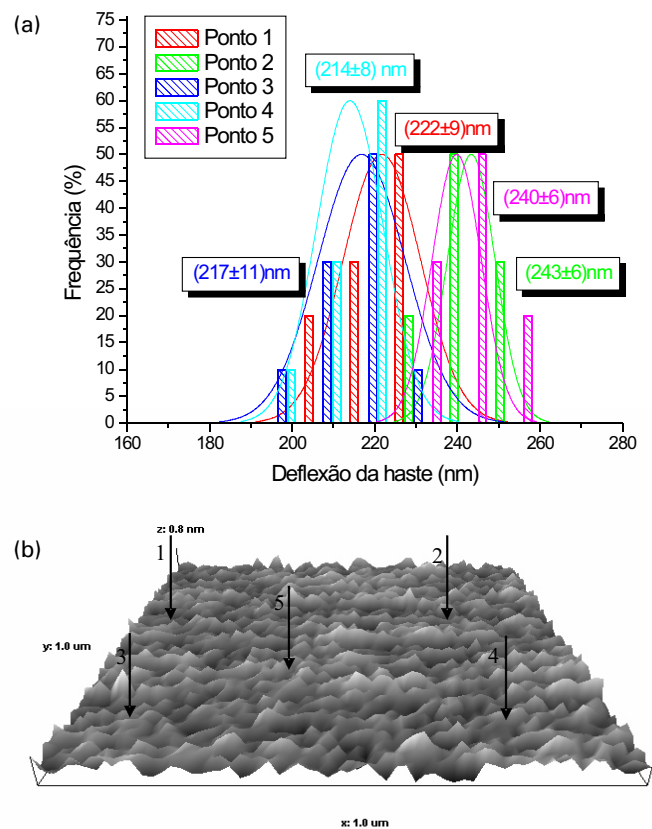 (a)
75
70
65
60
55
50
45
40
35
30
25
20
15
10
5
0
Frequência (%)
Ponto 1
Ponto 2
Ponto 3
Ponto 4
Ponto 5
(214±8) nm
(222±9)nm
(240±6)nm
(217±11)nm
(243±6)nm
160 180 200 220 240 260 280
Deflexão da haste (nm)
(b)
z: 0.8 nm
1
2
5
y: 1.0 um
3
4
x: 1.0 um